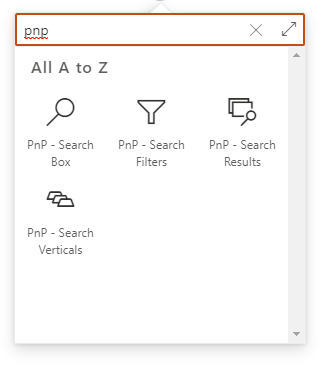 pnp
All A to Z
PnP - Search PnP - Search PnP - Search
Box Filters Results
PnP - Search
Verticals